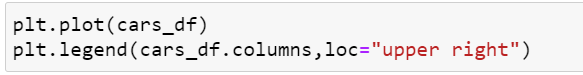 plt.plot(cars_df)
plt.legend(cars_df.columns,loc="upper right")